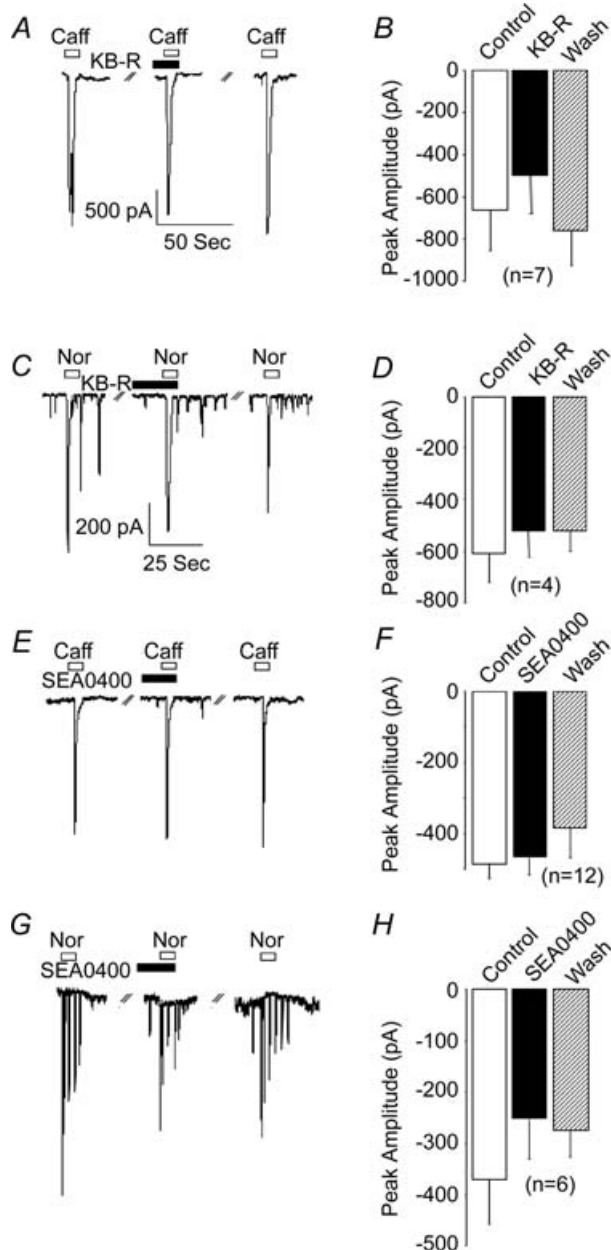 A
Caff Caff Caff
KB-R
500 pA
50 Sec
B
Control KB-R Wash
Peak Amplitude (pA)
0
-200
-400
-600
-800
-1000
(n=7)
C
Nor Nor Nor
KB-R
200 pA
25 Sec
D
Control KB-R Wash
Peak Amplitude (pA)
0
-200
-400
-600
-800
(n=4)
E
Caff Caff Caff
SEA0400
F
Control SEA0400 Wash
Peak Amplitude (pA)
0
-200
-400
(n=12)
G
Nor Nor Nor
SEA0400
H
Control SEA0400 Wash
Peak Amplitude (pA)
0
-100
-200
-300
-400
-500
(n=6)